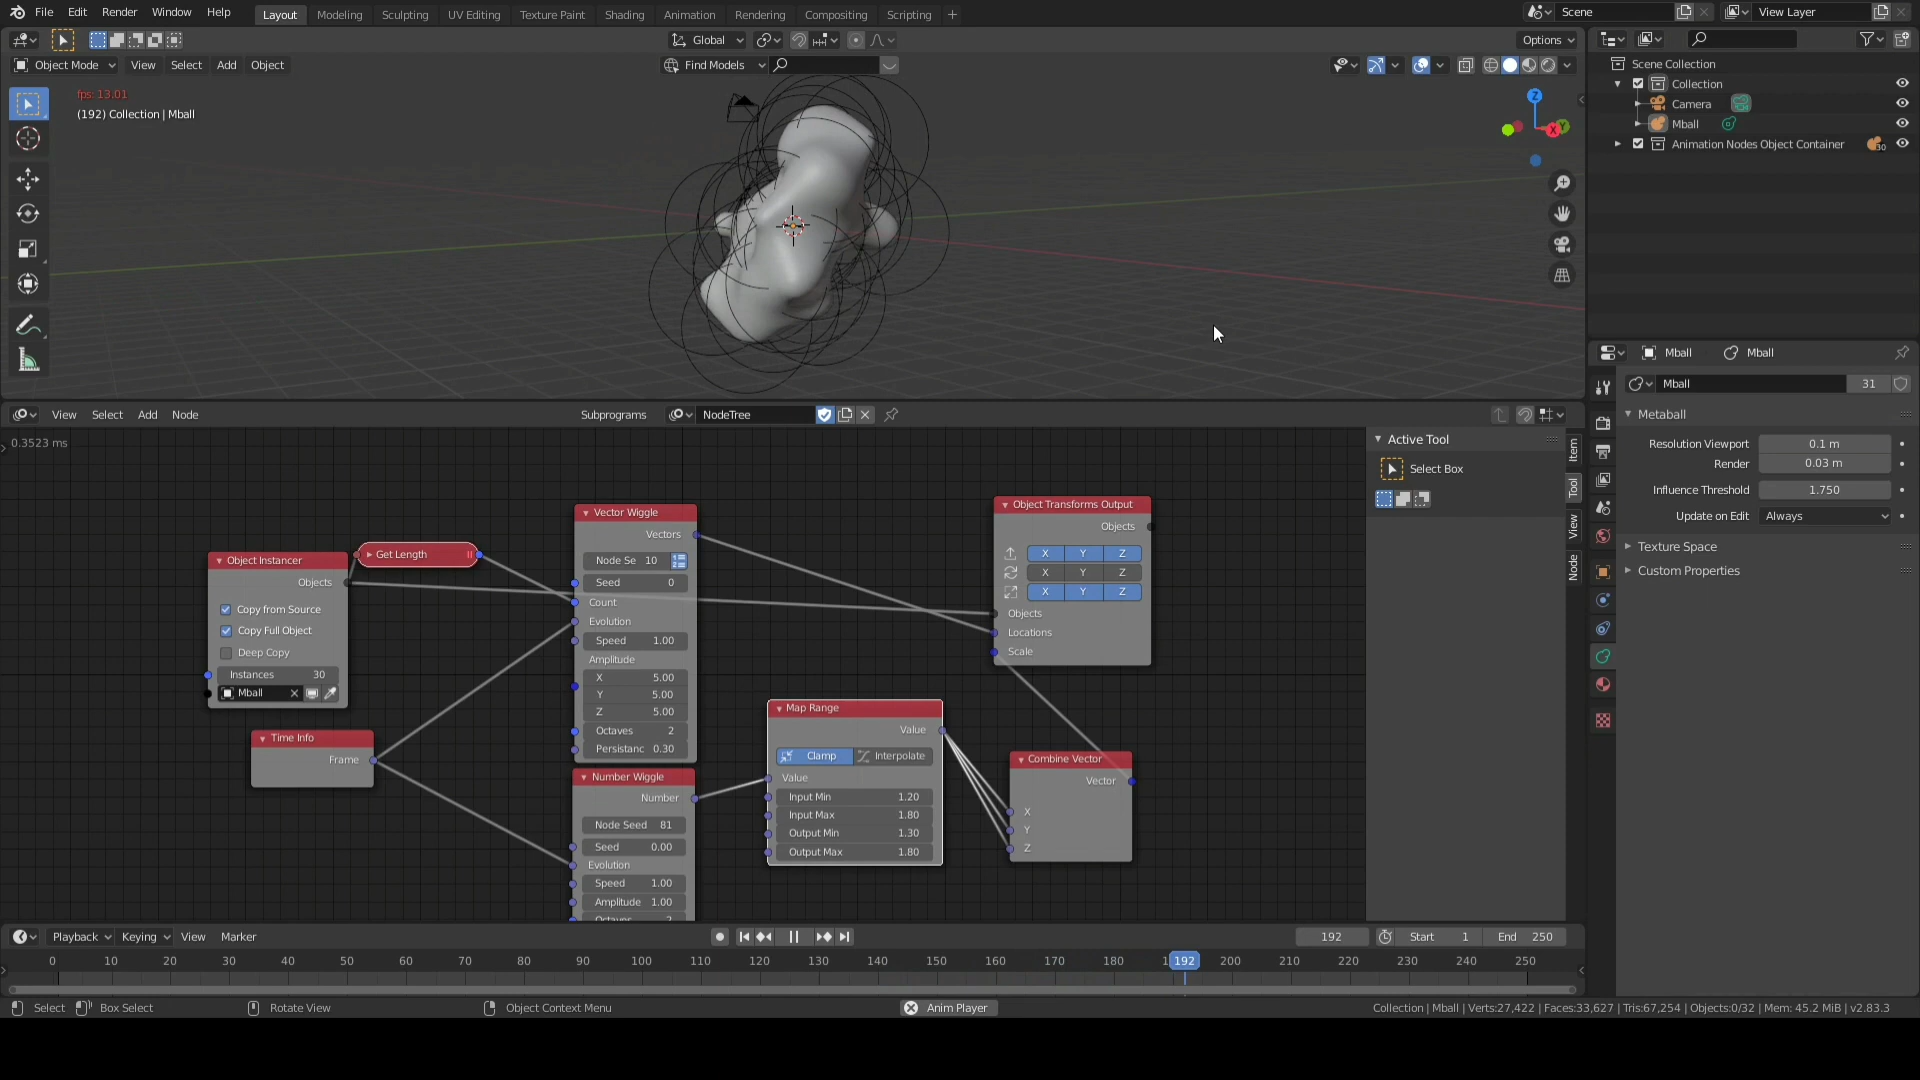 File Edit Render Window Help Layout Modeling Sculpting UV Editing Texture Paint Shading Animation Rendering Compositing Scripting + Scene View Layer
Global Options
Object Mode View Select Add Object Find Models
fps: 13.01
(192) Collection | Mball
Z
X Y
Scene Collection
Collection
Camera
Mball
Animation Nodes Object Container 30
Mball Mball
Mball 31
Metaball
Resolution Viewport 0.1 m
Render 0.03 m
Influence Threshold 1.750
Update on Edit Always
Texture Space
Custom Properties
View Select Add Node Subprograms NodeTree
0.3523 ms
Active Tool
Select Box
Item
Tool
View
Node
Object Instancer
Objects
Copy from Source
Copy Full Object
Deep Copy
Instances 30
Mball
Get Length
Time Info
Frame
Vector Wiggle
Vectors
Node Se 10
Seed 0
Count
Evolution
Speed 1.00
Amplitude
X 5.00
Y 5.00
Z 5.00
Octaves 2
Persistanc 0.30
Number Wiggle
Number
Node Seed 81
Seed 0.00
Evolution
Speed 1.00
Amplitude 1.00
Octaves 2
Map Range
Value
Clamp Interpolate
Value
Input Min 1.20
Input Max 1.80
Output Min 1.30
Output Max 1.80
Object Transforms Output
Objects
X Y Z
X Y Z
X Y Z
Objects
Locations
Scale
Combine Vector
Vector
X
Y
Z
Playback Keying View Marker 192 Start 1 End 250
0 10 20 30 40 50 60 70 80 90 100 110 120 130 140 150 160 170 180 192 200 210 220 230 240 250
Select Box Select Rotate View Object Context Menu Anim Player Collection | Mball | Verts:27,422 | Faces:33,627 | Tris:67,254 | Objects:0/32 | Mem: 45.2 MiB | v2.83.3